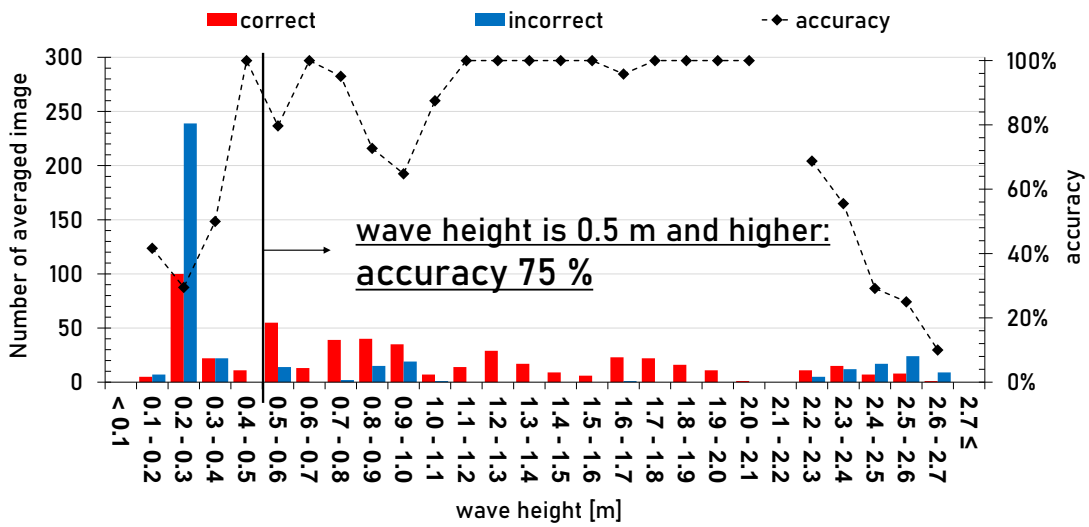 correct incorrect accuracy
Number of averaged image
300
250
200
150
100
50
0
100%
80%
60%
40%
20%
0%
accuracy
wave height is 0.5 m and higher:
accuracy 75 %
< 0.1
0.1 - 0.2
0.2 - 0.3
0.3 - 0.4
0.4 - 0.5
0.5 - 0.6
0.6 - 0.7
0.7 - 0.8
0.8 - 0.9
0.9 - 1.0
1.0 - 1.1
1.1 - 1.2
1.2 - 1.3
1.3 - 1.4
1.4 - 1.5
1.5 - 1.6
1.6 - 1.7
1.7 - 1.8
1.8 - 1.9
1.9 - 2.0
2.0 - 2.1
2.1 - 2.2
2.2 - 2.3
2.3 - 2.4
2.4 - 2.5
2.5 - 2.6
2.6 - 2.7
2.7 ≤
wave height [m]